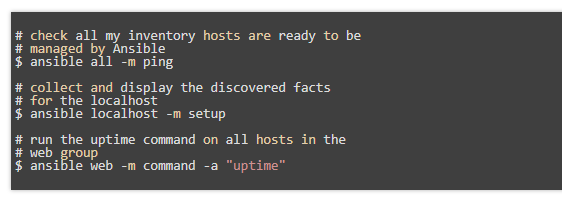 # check all my inventory hosts are ready to be
# managed by Ansible
$ ansible all -m ping
# collect and display the discovered facts
# for the localhost
$ ansible localhost -m setup
# run the uptime command on all hosts in the
# web group
$ ansible web -m command -a "uptime"